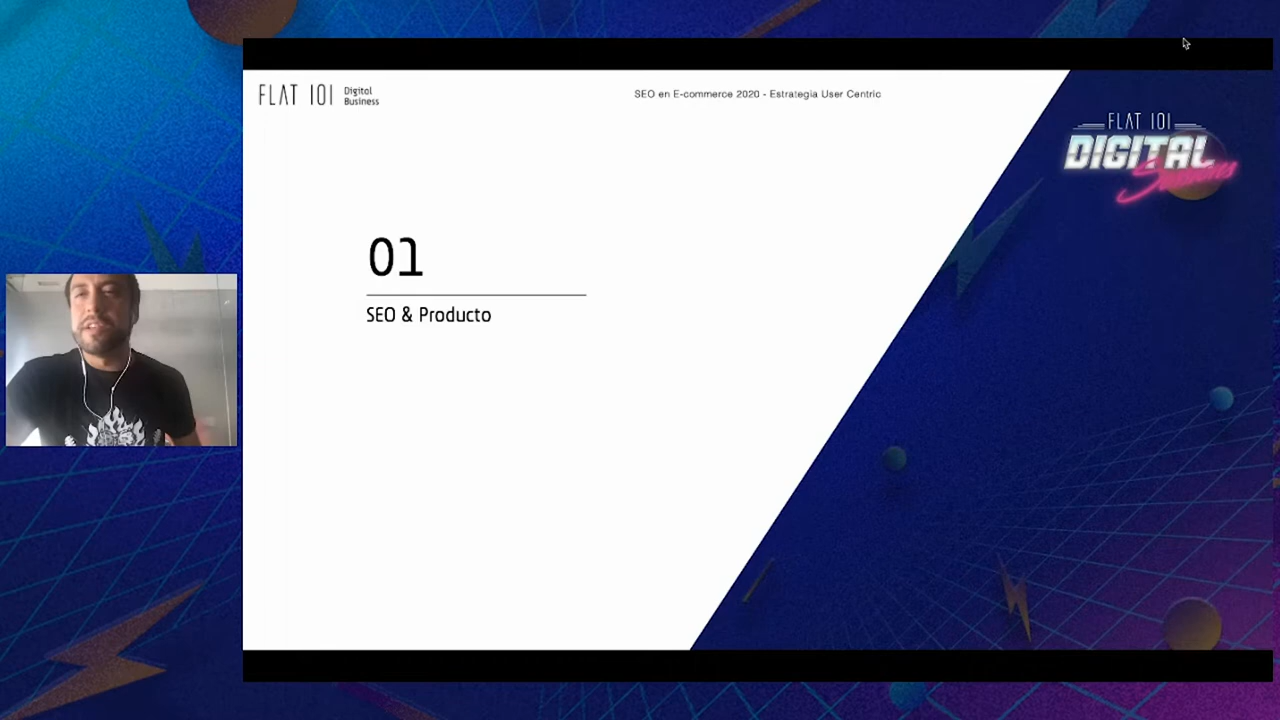 FLAT 101
Digital
Business
SEO en E-commerce 2020 - Estrategia User Centric
FLAT 101
DIGITAL
01
SEO & Producto